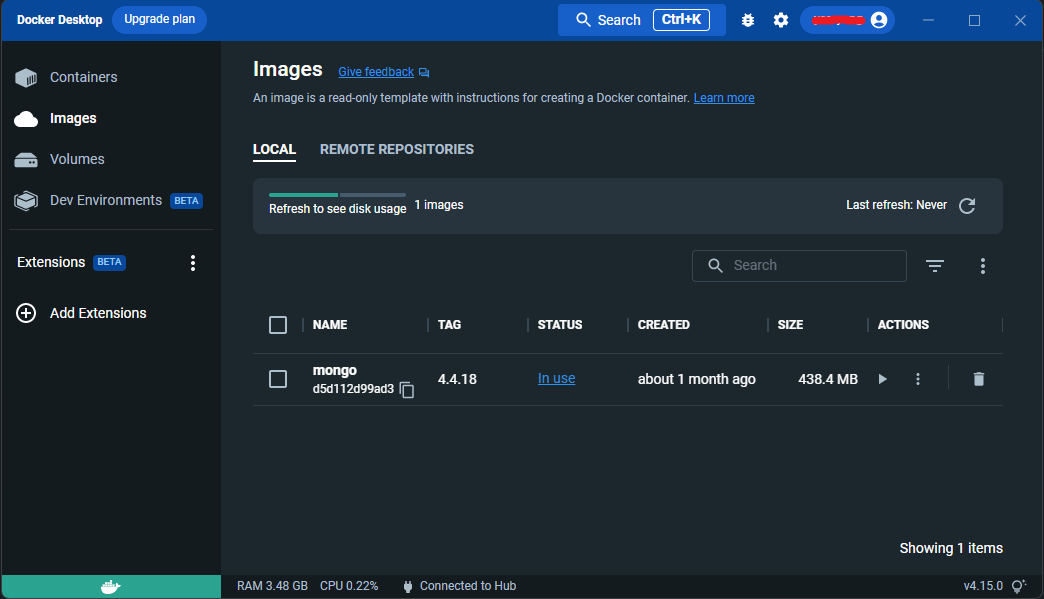 Docker Desktop Upgrade plan Search Ctrl+K
Containers
Images
Volumes
Dev Environments BETA
Extensions BETA
Add Extensions
Images Give feedback
An image is a read-only template with instructions for creating a Docker container. Learn more
LOCAL REMOTE REPOSITORIES
Refresh to see disk usage 1 images Last refresh: Never
Search
NAME TAG STATUS CREATED SIZE ACTIONS
mongo
d5d112d99ad3 4.4.18 In use about 1 month ago 438.4 MB
Showing 1 items
RAM 3.48 GB CPU 0.22% Connected to Hub v4.15.0